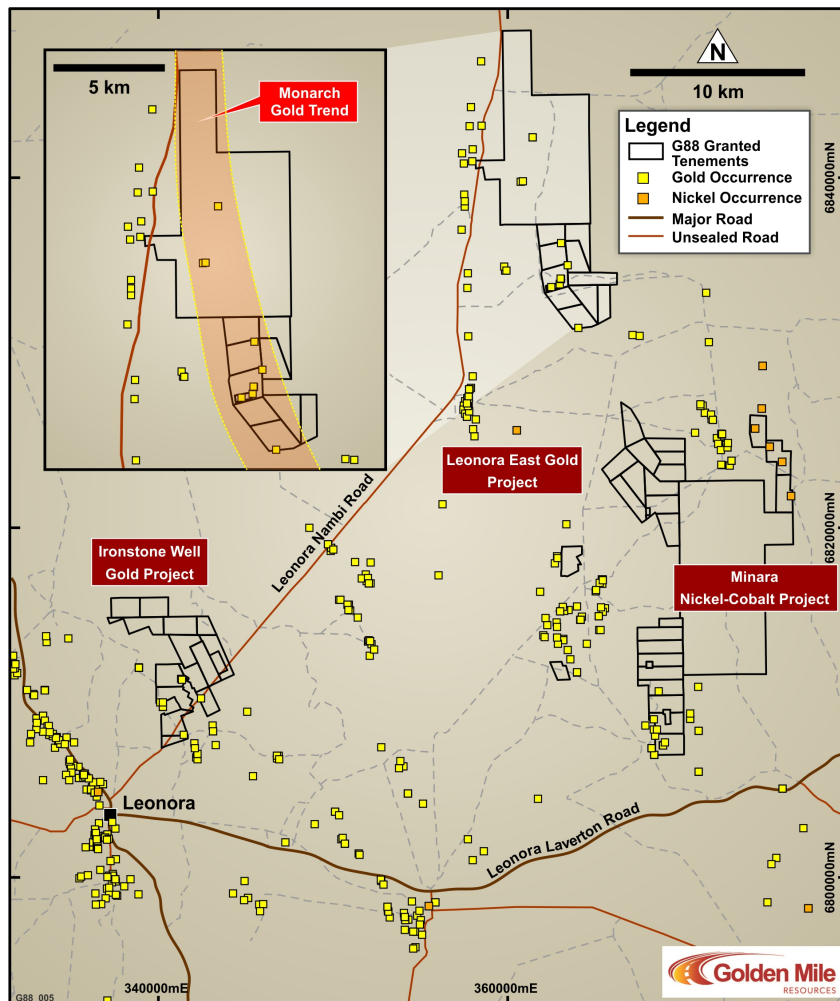 5 km
Monarch
Gold Trend
N
10 km
Legend
G88 Granted
Tenements
Gold Occurrence
Nickel Occurrence
Major Road
Unsealed Road
6840000mN
Leonora East Gold
Project
Leonora Nambi Road
6820000mN
Ironstone Well
Gold Project
Minara
Nickel-Cobalt Project
Leonora
Leonora Laverton Road
6800000mN
340000mE
360000mE
G88_005
Golden Mile
RESOURCES